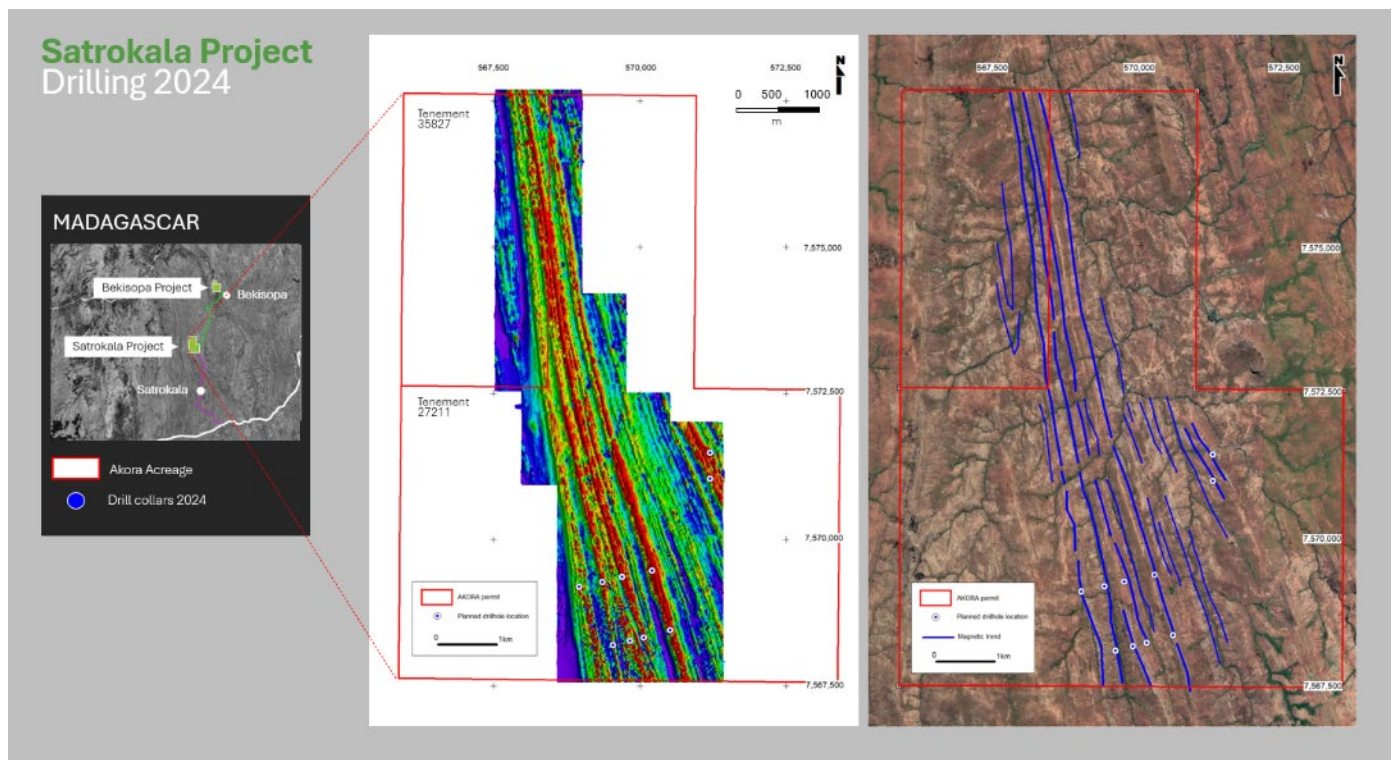 Satrokala Project
Drilling 2024
MADAGASCAR
Bekisopa Project
Bekisopa
Satrokala Project
Satrokala
Akora Acreage
Drill collars 2024
567,500
570,000
572,500
N
0 500 1000
m
Tenement
35827
7,575,000
7,572,500
Tenement
27211
7,570,000
AKORA permit
Planned drillhole location
0 1km
7,567,500
567,500
570,000
572,500
N
7,575,000
7,572,500
7,570,000
AKORA permit
Planned drillhole location
Magnetic trend
0 1km
7,567,500